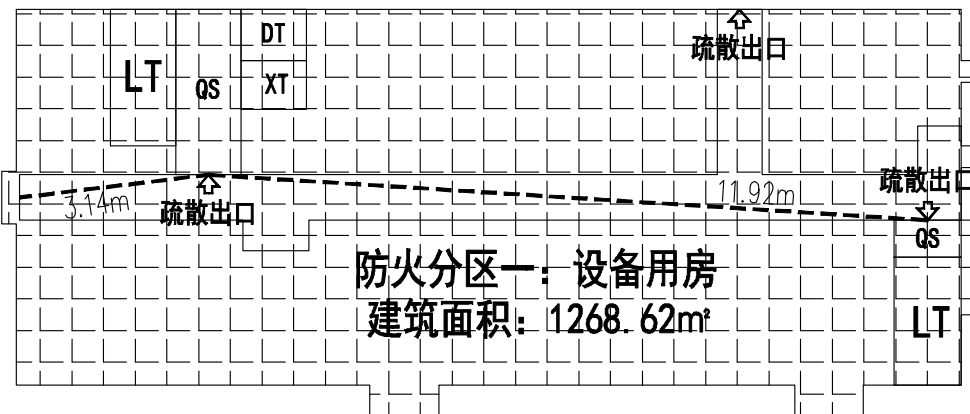 DT
疏散出口
LT
QS
XT
疏散出口
11.92m
3.14m
疏散出口
QS
防火分区一：设备用房
建筑面积：1268.62m²
LT